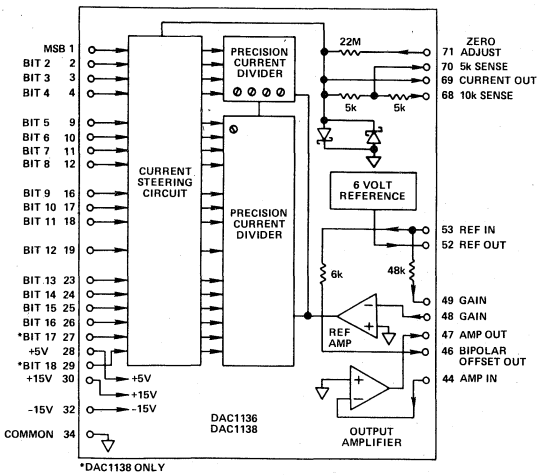 MSB 1
BIT 2 2
BIT 3 3
BIT 4 4
BIT 5 9
BIT 6 10
BIT 7 11
BIT 8 12
BIT 9 16
BIT 10 17
BIT 11 18
BIT 12 19
BIT 13 23
BIT 14 24
BIT 15 25
BIT 16 26
*BIT 17 27
+5V 28
*BIT 18 29
+15V 30
-15V 32
COMMON 34
+5V
+15V
-15V
CURRENT
STEERING
CIRCUIT
PRECISION
CURRENT
DIVIDER
PRECISION
CURRENT
DIVIDER
22M
5k
5k
6 VOLT
REFERENCE
6k
48k
REF
AMP
OUTPUT
AMPLIFIER
DAC1136
DAC1138
ZERO
71 ADJUST
70 5k SENSE
69 CURRENT OUT
68 10k SENSE
53 REF IN
52 REF OUT
49 GAIN
48 GAIN
47 AMP OUT
46 BIPOLAR
OFFSET OUT
44 AMP IN
*DAC1138 ONLY